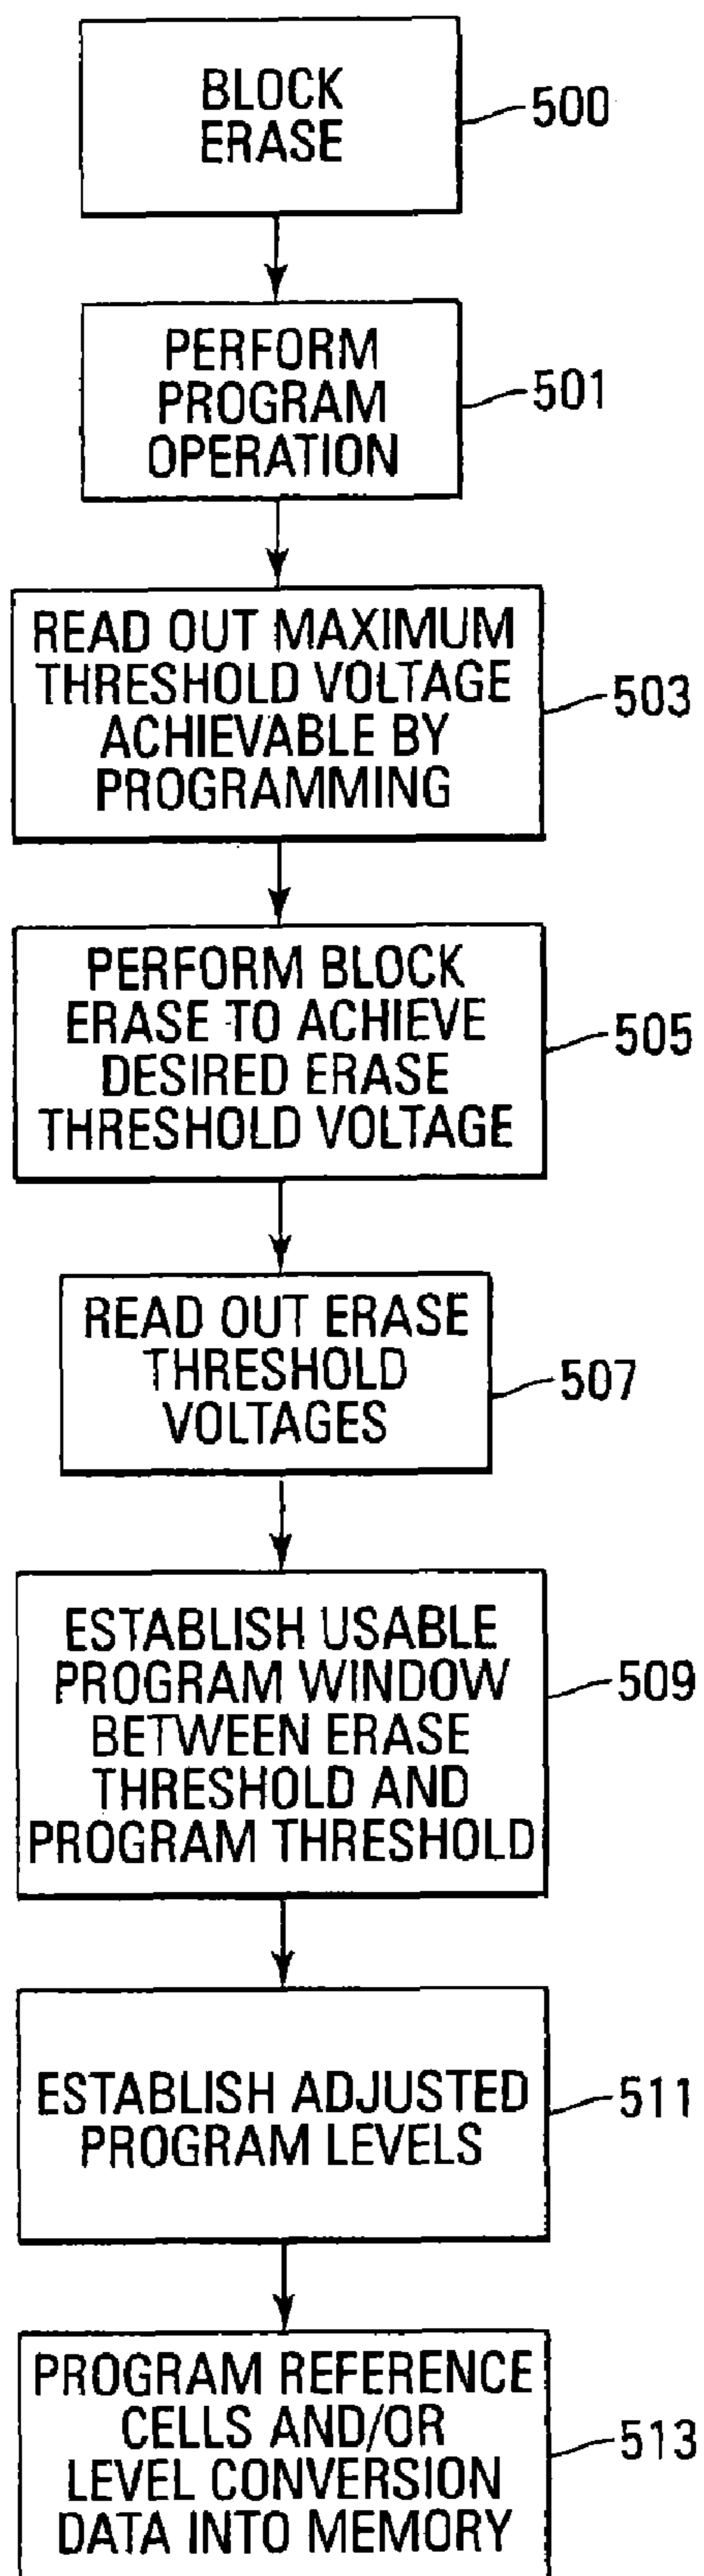 BLOCK
ERASE
500
PERFORM
PROGRAM
OPERATION
501
READ OUT MAXIMUM
THRESHOLD VOLTAGE
ACHIEVABLE BY
PROGRAMMING
503
PERFORM BLOCK
ERASE TO ACHIEVE
DESIRED ERASE
THRESHOLD VOLTAGE
505
READ OUT ERASE
THRESHOLD
VOLTAGES
507
ESTABLISH USABLE
PROGRAM WINDOW
BETWEEN ERASE
THRESHOLD AND
PROGRAM THRESHOLD
509
ESTABLISH ADJUSTED
PROGRAM LEVELS
511
PROGRAM REFERENCE
CELLS AND/OR
LEVEL CONVERSION
DATA INTO MEMORY
513